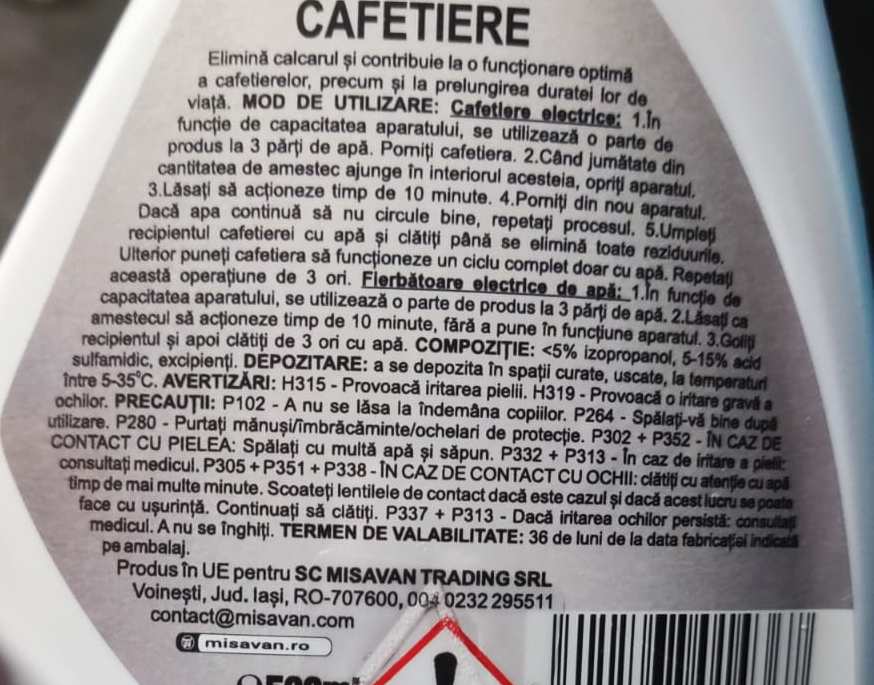 CAFETIERE
Elimină calcarul și contribuie la o funcționare optimă
a cafetierelor, precum și la prelungirea duratei lor de
viață. MOD DE UTILIZARE: Cafetiere electrice: 1.În
funcție de capacitatea aparatului, se utilizează o parte de
produs la 3 părți de apă. Porniți cafetiera. 2.Când jumătate din
cantitatea de amestec ajunge în interiorul acesteia, opriți aparatul.
3.Lăsați să acționeze timp de 10 minute. 4.Porniți din nou aparatul.
Dacă apa continuă să nu circule bine, repetați procesul. 5.Umpleți
recipientul cafetierei cu apă și clătiți până se elimină toate reziduurile.
Ulterior puneți cafetiera să funcționeze un ciclu complet doar cu apă. Repetați
această operațiune de 3 ori. Fierbătoare electrice de apă: 1.În funcție de
capacitatea aparatului, se utilizează o parte de produs la 3 părți de apă. 2.Lăsați ca
amestecul să acționeze timp de 10 minute, fără a pune în funcțiune aparatul. 3.Goliți
recipientul și apoi clătiți de 3 ori cu apă. COMPOZIȚIE: <5% izopropanol, 5-15% acid
sulfamidic, excipienți. DEPOZITARE: a se depozita în spații curate, uscate, la temperaturi
între 5-35°C. AVERTIZĂRI: H315 - Provoacă iritarea pielii. H319 - Provoacă o iritare gravă a
ochilor. PRECAUȚII: P102 - A nu se lăsa la îndemâna copiilor. P264 - Spălați-vă bine după
utilizare. P280 - Purtați mănuși/îmbrăcăminte/ochelari de protecție. P302 + P352 - ÎN CAZ DE
CONTACT CU PIELEA: Spălați cu multă apă și săpun. P332 + P313 - În caz de iritare a pielii:
consultați medicul. P305 + P351 + P338 - ÎN CAZ DE CONTACT CU OCHII: clătiți cu atenție cu apă
timp de mai multe minute. Scoateți lentilele de contact dacă este cazul și dacă acest lucru se poate
face cu ușurință. Continuați să clătiți. P337 + P313 - Dacă iritarea ochilor persistă: consultați
medicul. A nu se înghiți. TERMEN DE VALABILITATE: 36 de luni de la data fabricației indicată
pe ambalaj.
Produs în UE pentru SC MISAVAN TRADING SRL
Voinești, Jud. Iași, RO-707600, 004 0232 295511
contact@misavan.com
misavan.ro